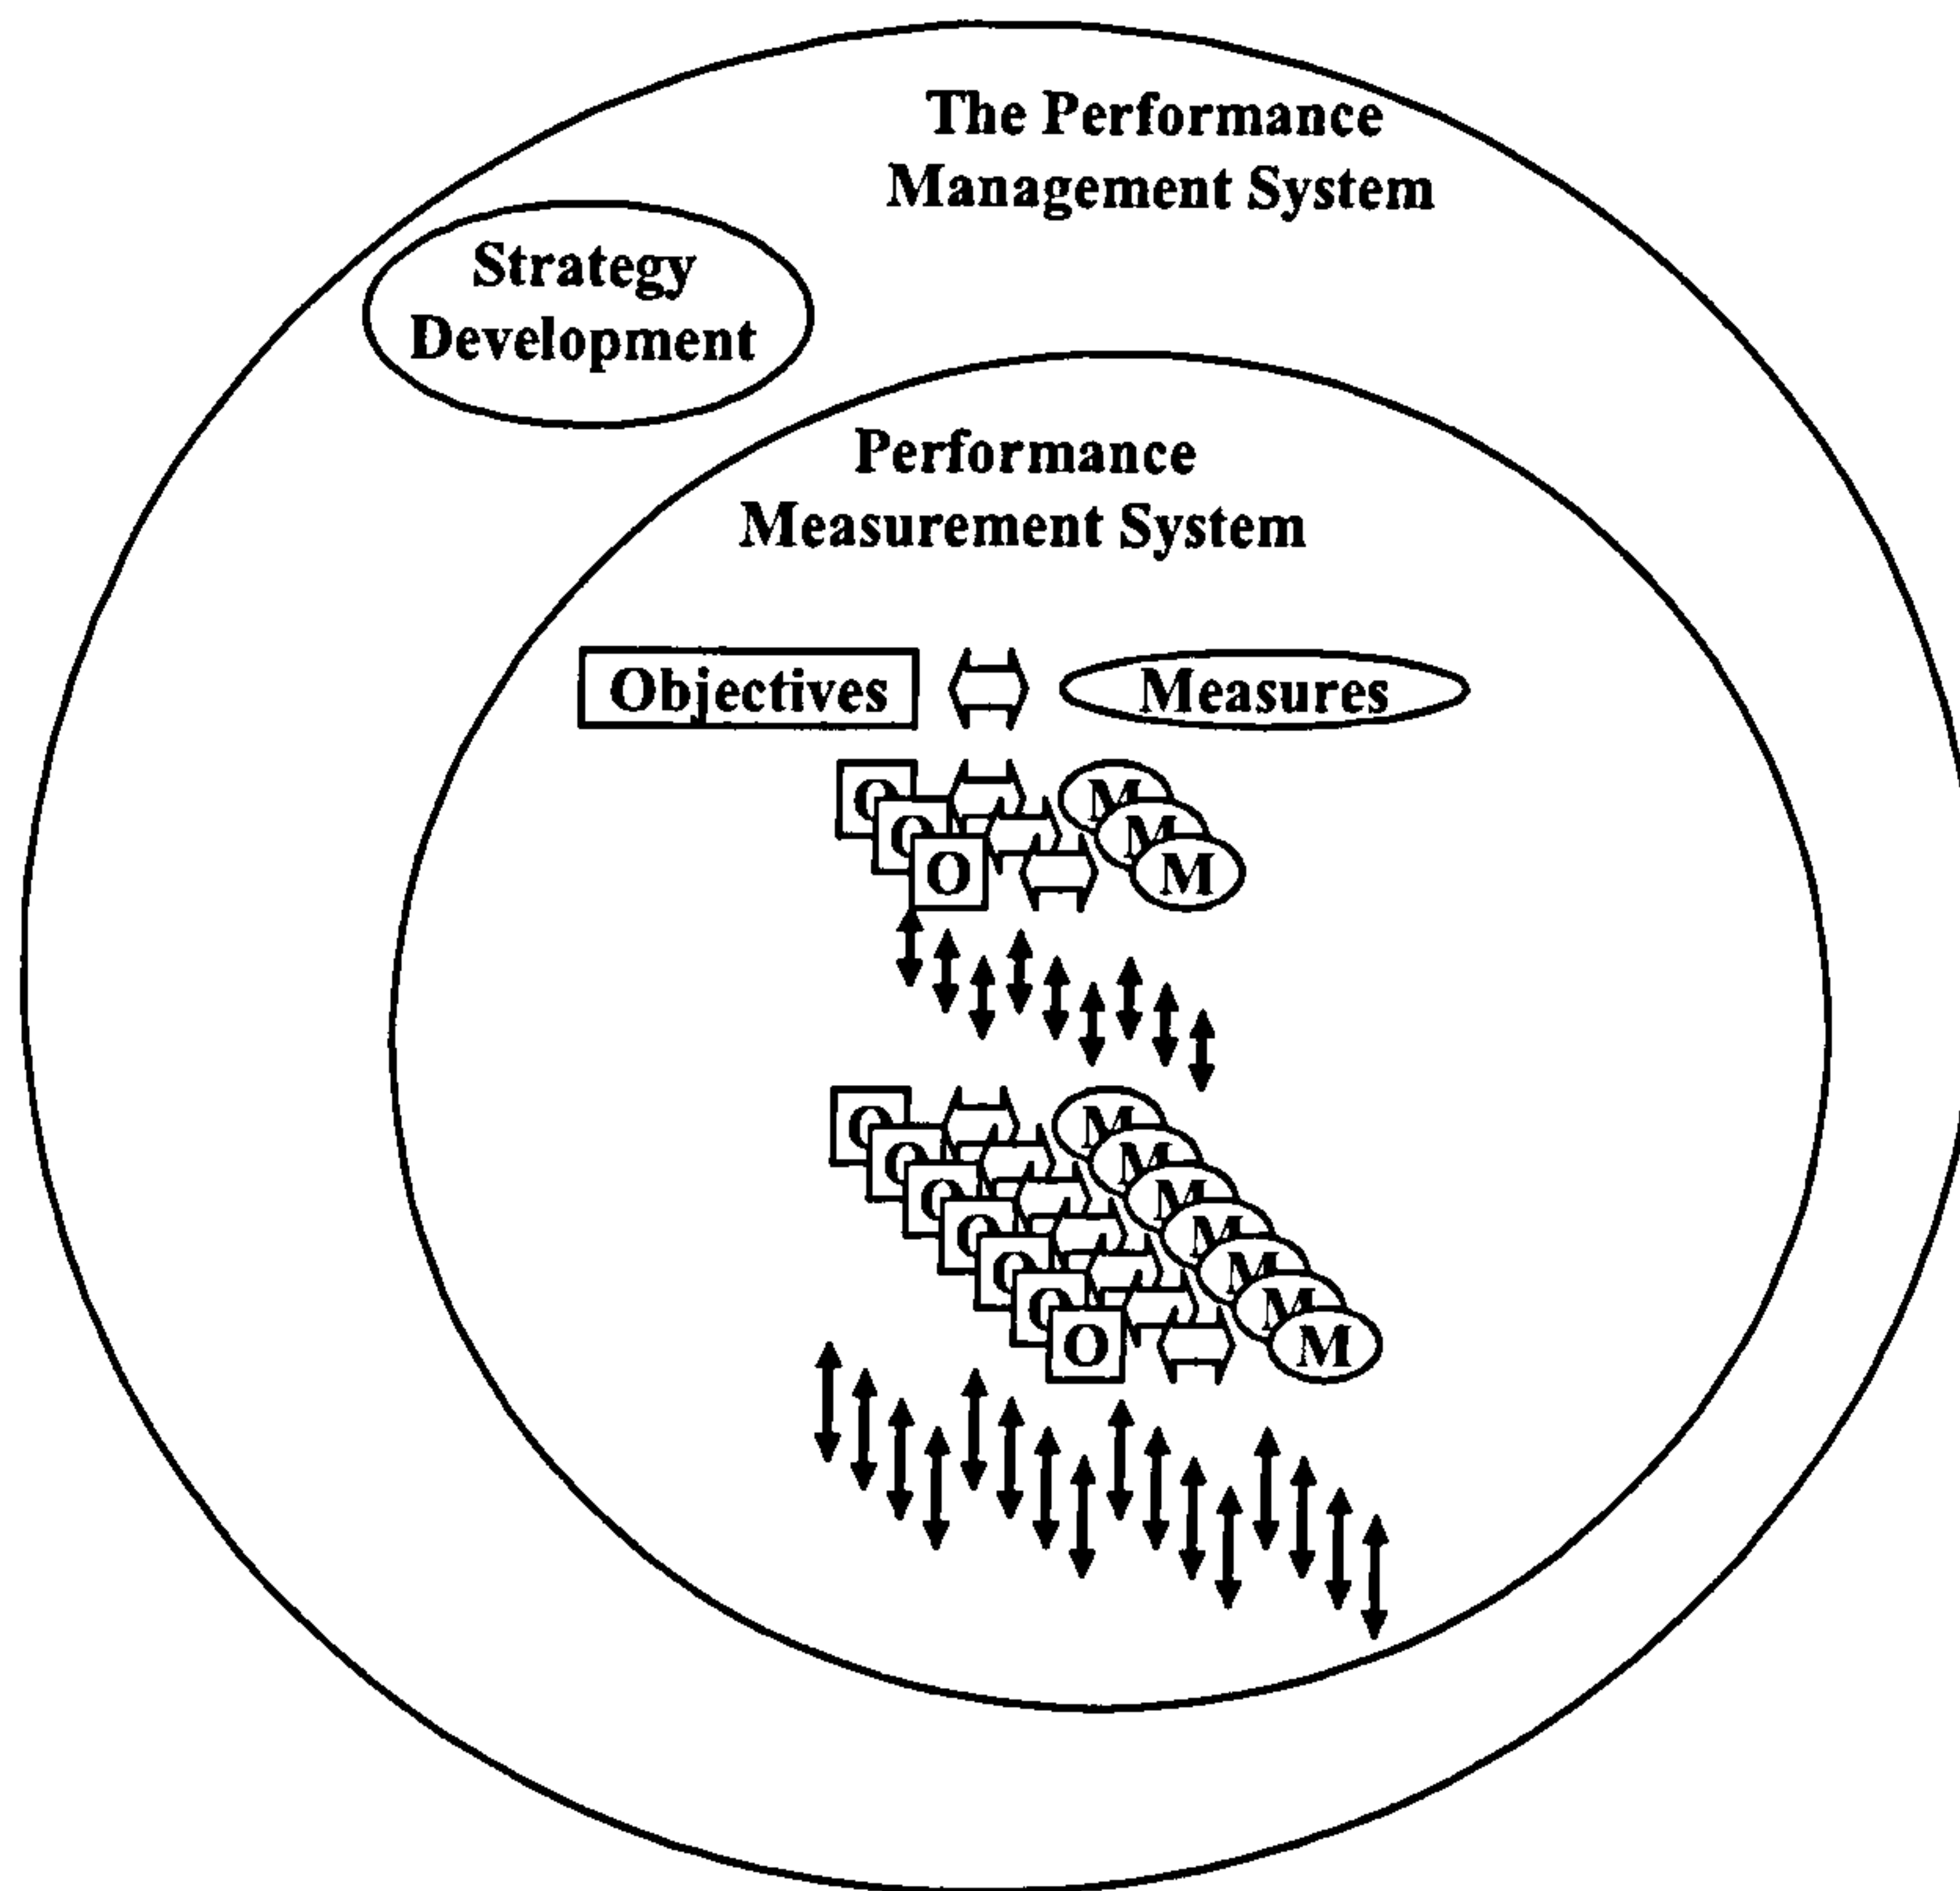 The Performance
Management System
Strategy
Development
Performance
Measurement System
Objectives Measures
O M
O M
O M
O M
O M
O M
O M
O M
O M
O M